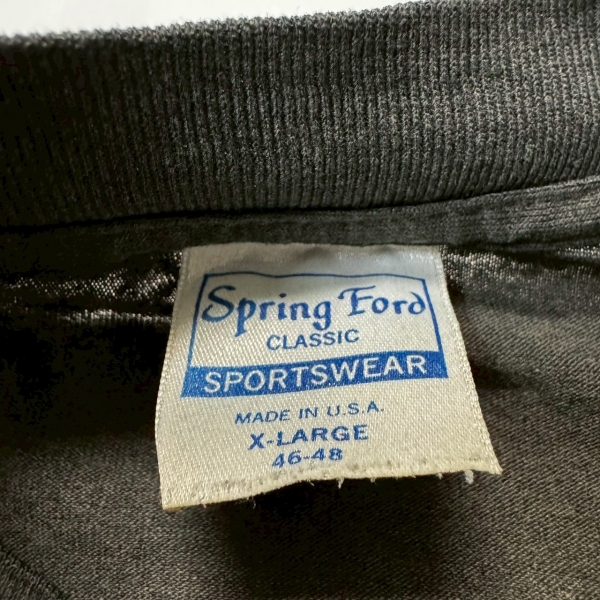 Spring Ford
CLASSIC
SPORTSWEAR
MADE IN U.S.A.
X-LARGE
46-48